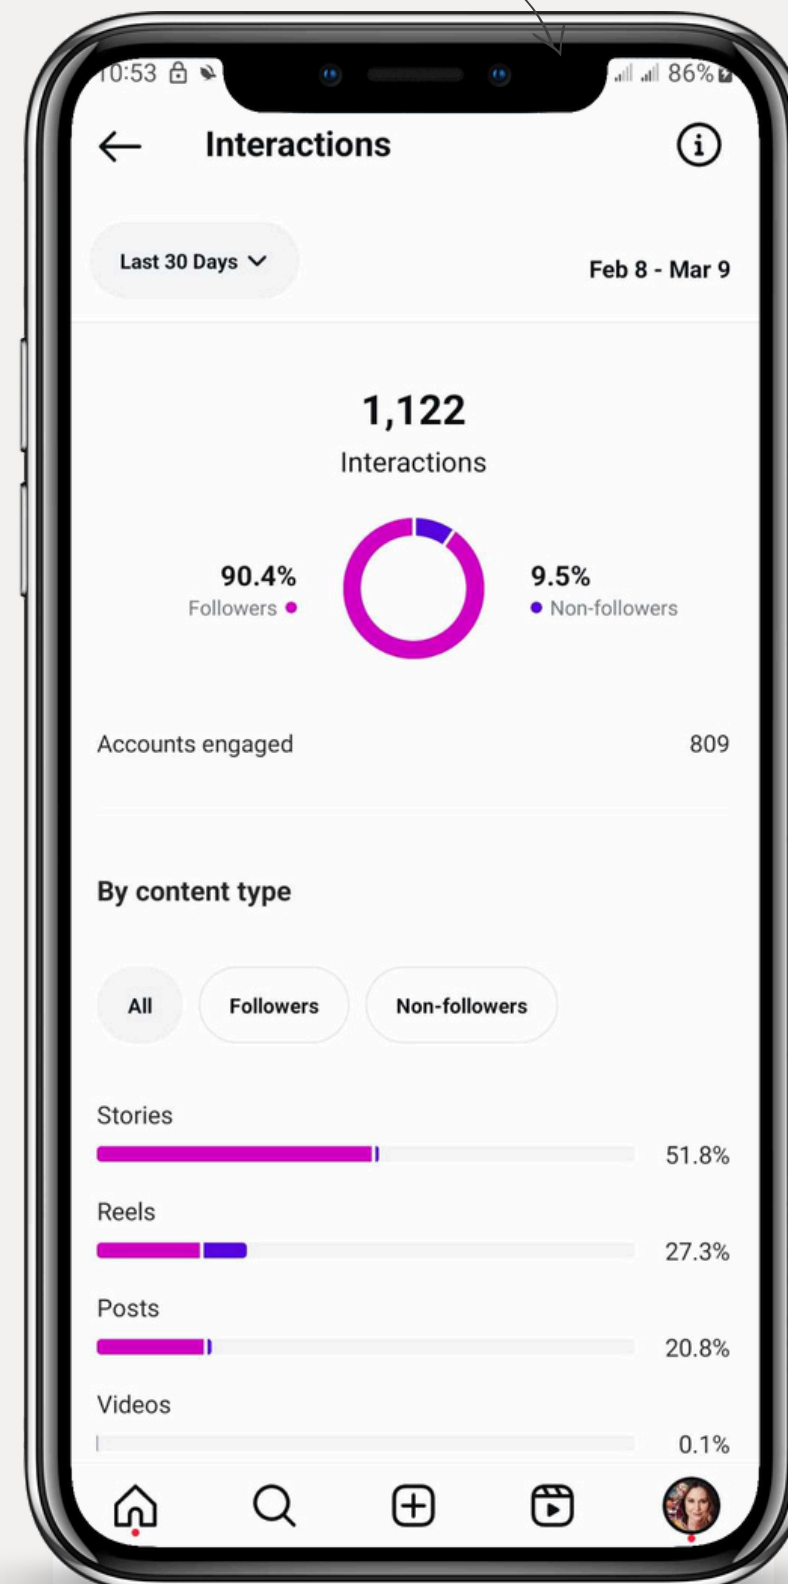 10:53 86%
Interactions
Last 30 Days
Feb 8 - Mar 9
1,122
Interactions
90.4%
Followers
9.5%
Non-followers
Accounts engaged 809
By content type
All Followers Non-followers
Stories
51.8%
Reels
27.3%
Posts
20.8%
Videos
0.1%